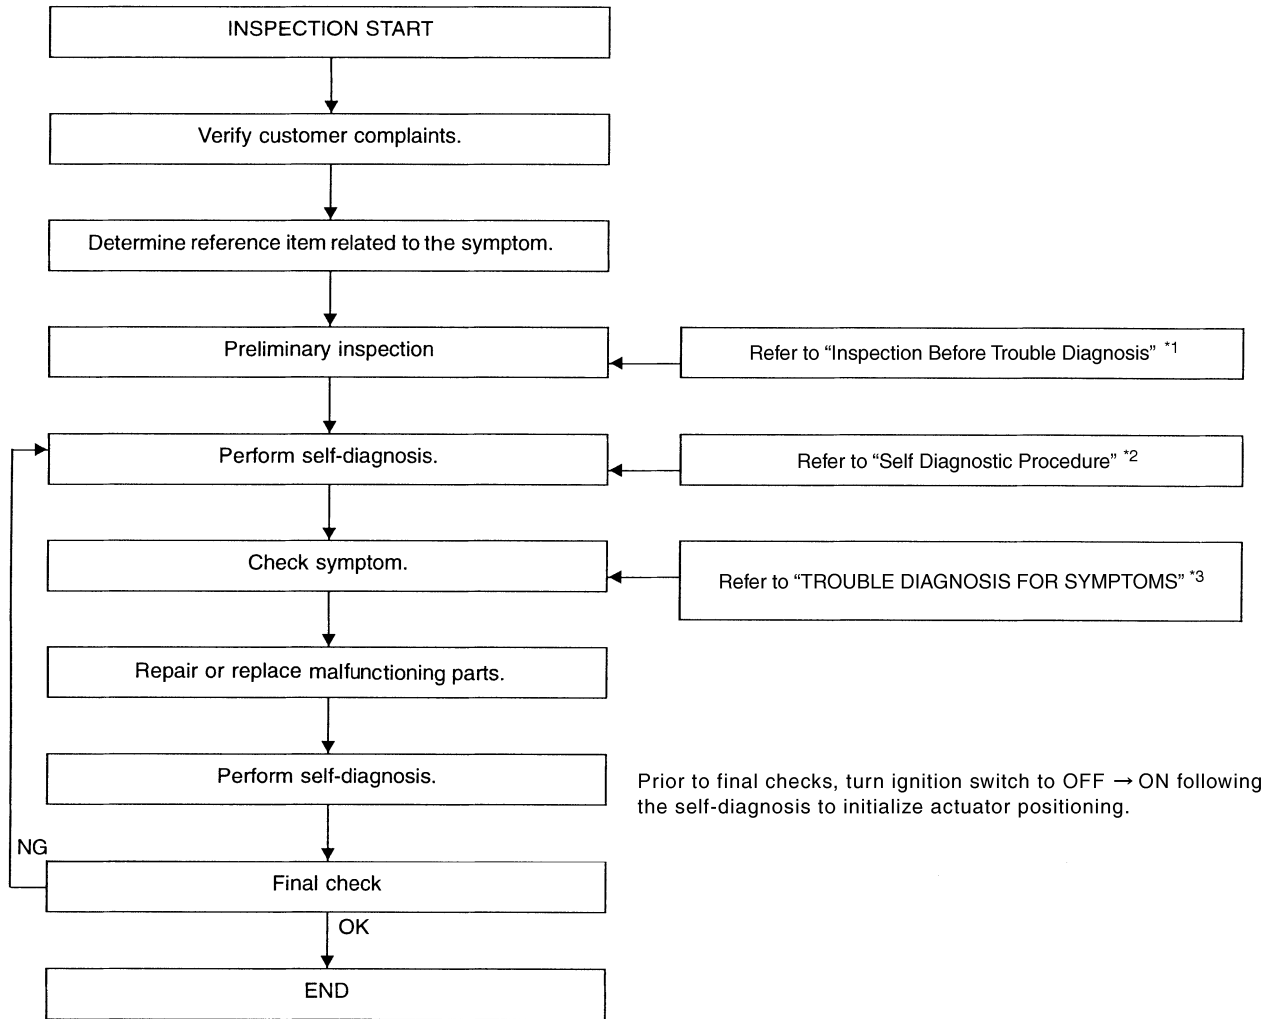 INSPECTION START
Verify customer complaints.
Determine reference item related to the symptom.
Preliminary inspection
Refer to “Inspection Before Trouble Diagnosis” *1
Perform self-diagnosis.
Refer to “Self Diagnostic Procedure” *2
Check symptom.
Refer to “TROUBLE DIAGNOSIS FOR SYMPTOMS” *3
Repair or replace malfunctioning parts.
Perform self-diagnosis.
Prior to final checks, turn ignition switch to OFF → ON following
the self-diagnosis to initialize actuator positioning.
NG
Final check
OK
END